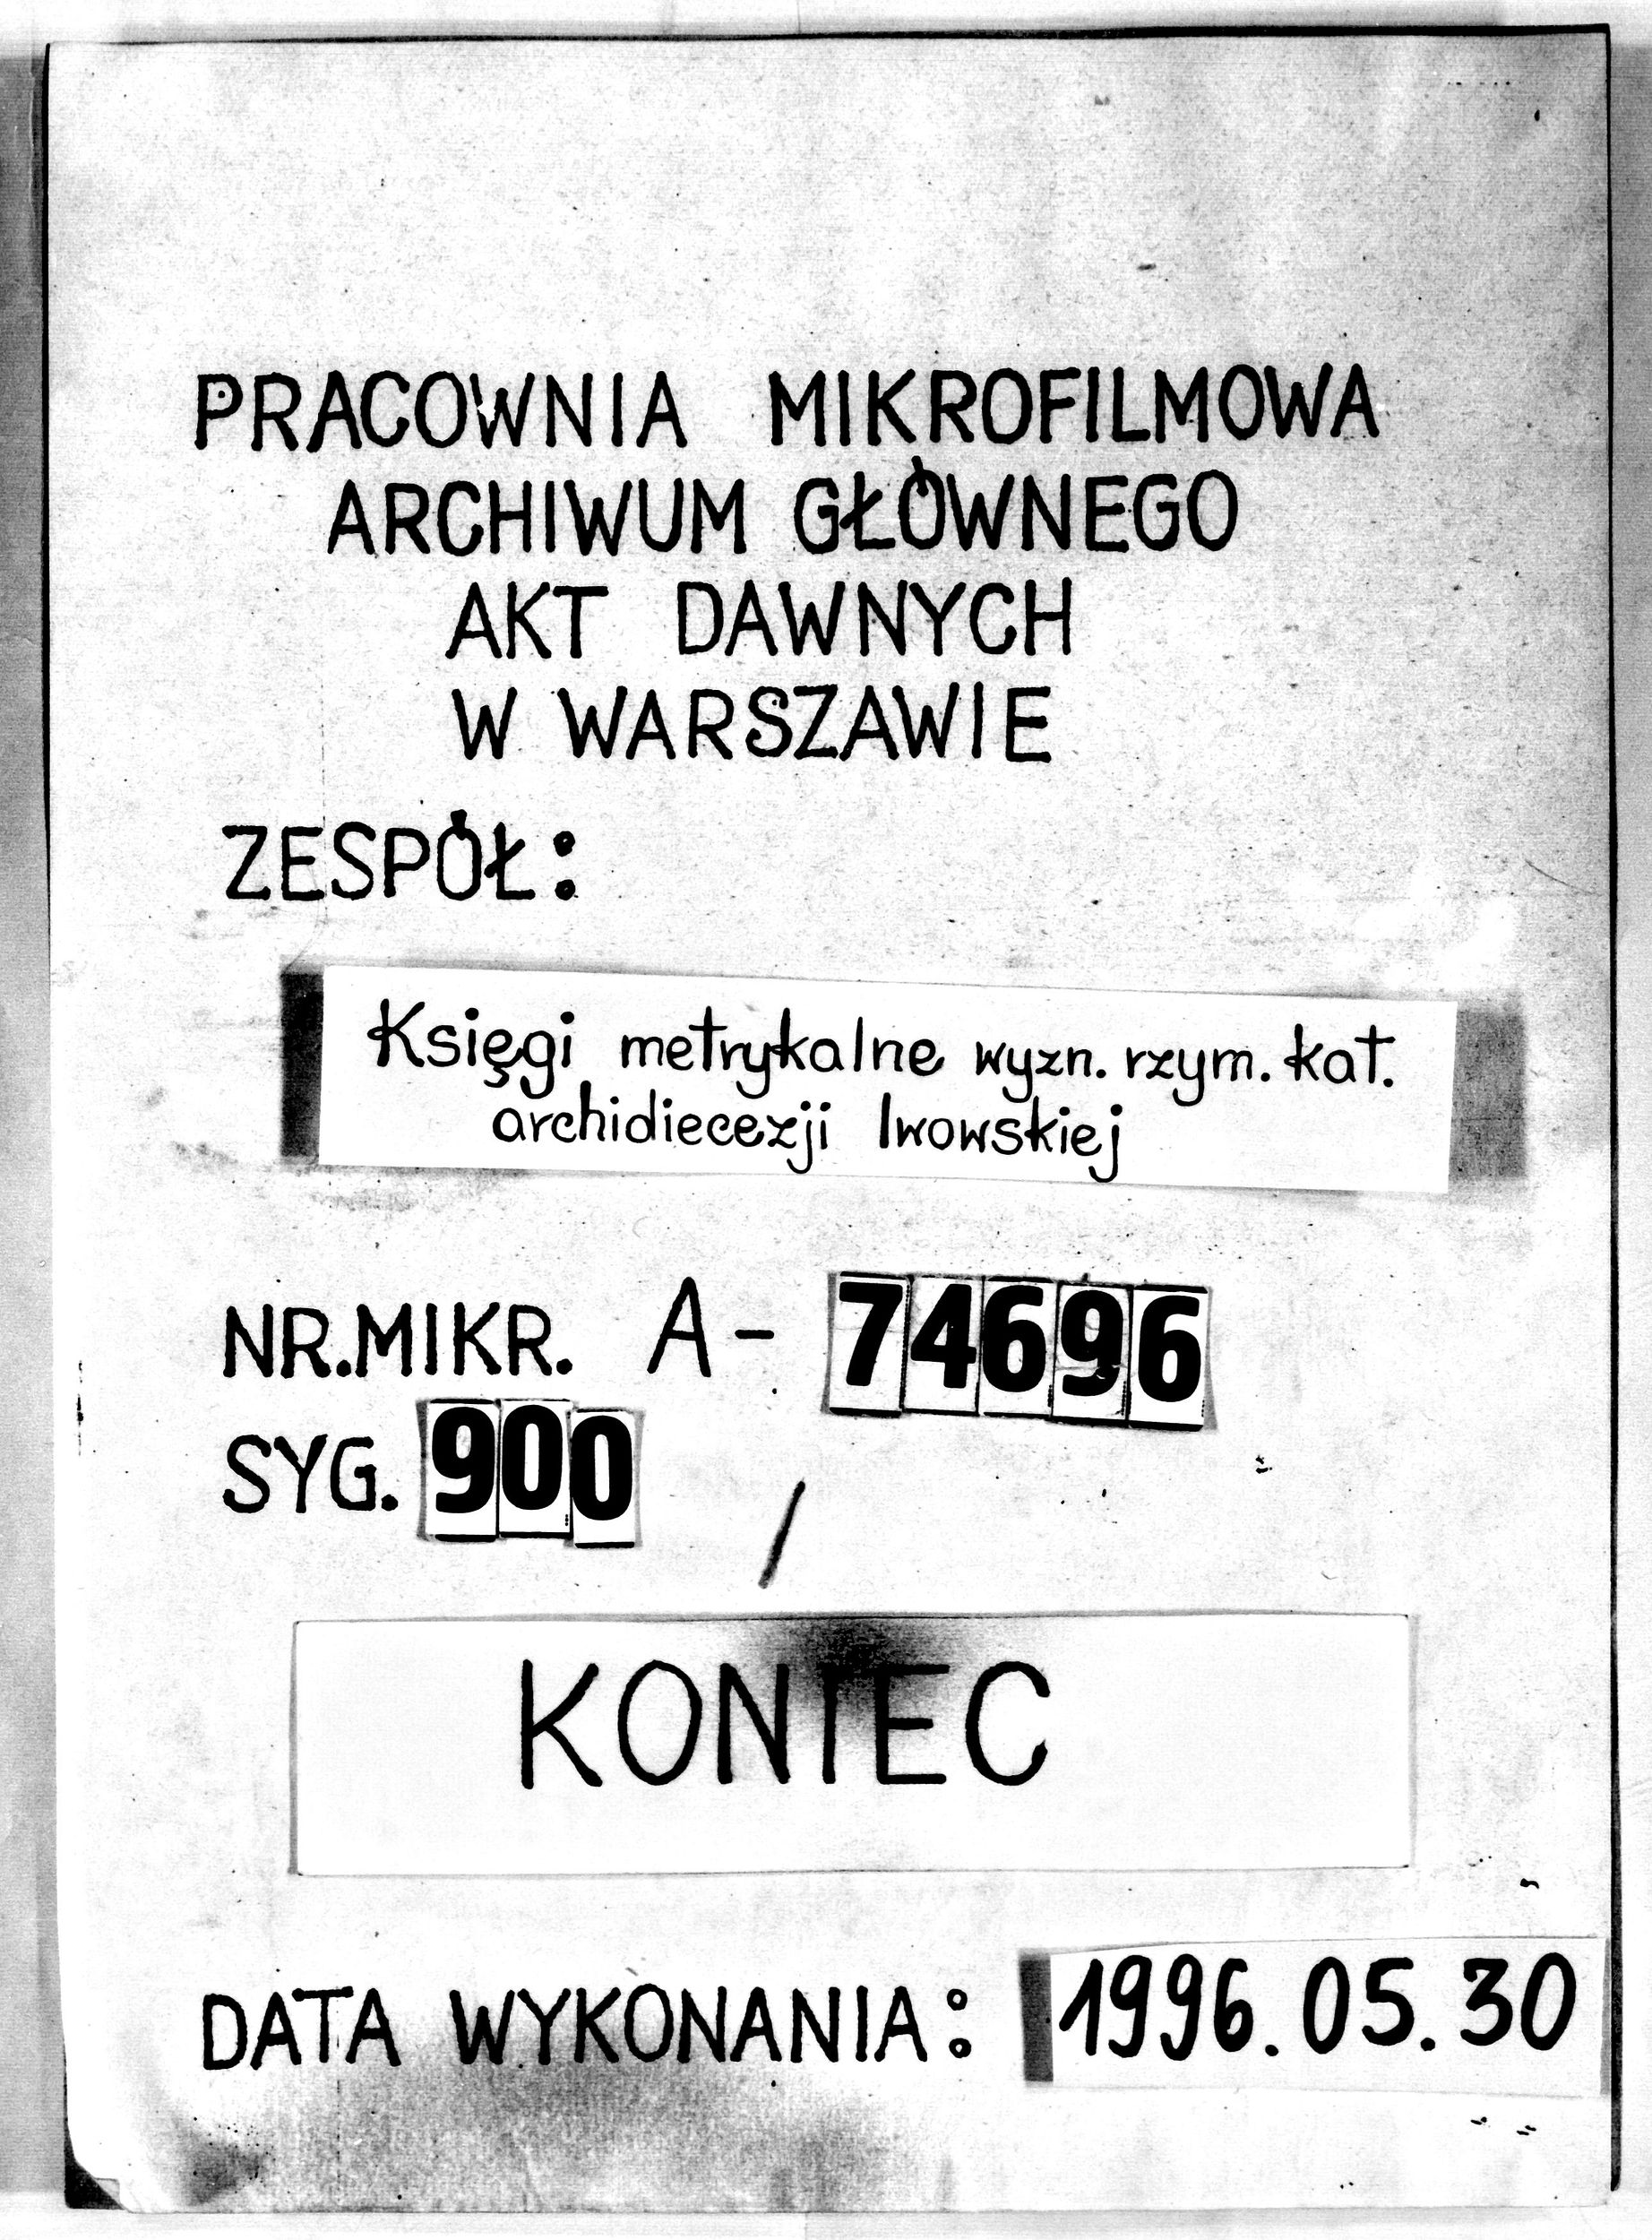 PRACOWNIA MIKROFILMOWA
ARCHIWUM GŁÓWNEGO
AKT DAWNYCH
W WARSZAWIE
ZESPÓŁ:
Księgi metrykalne wyzn. rzym. kat.
archidiecezji lwowskiej
NR.MIKR. A- 74696
SYG. 900 /
KONIEC
DATA WYKONANIA: 1996.05.30